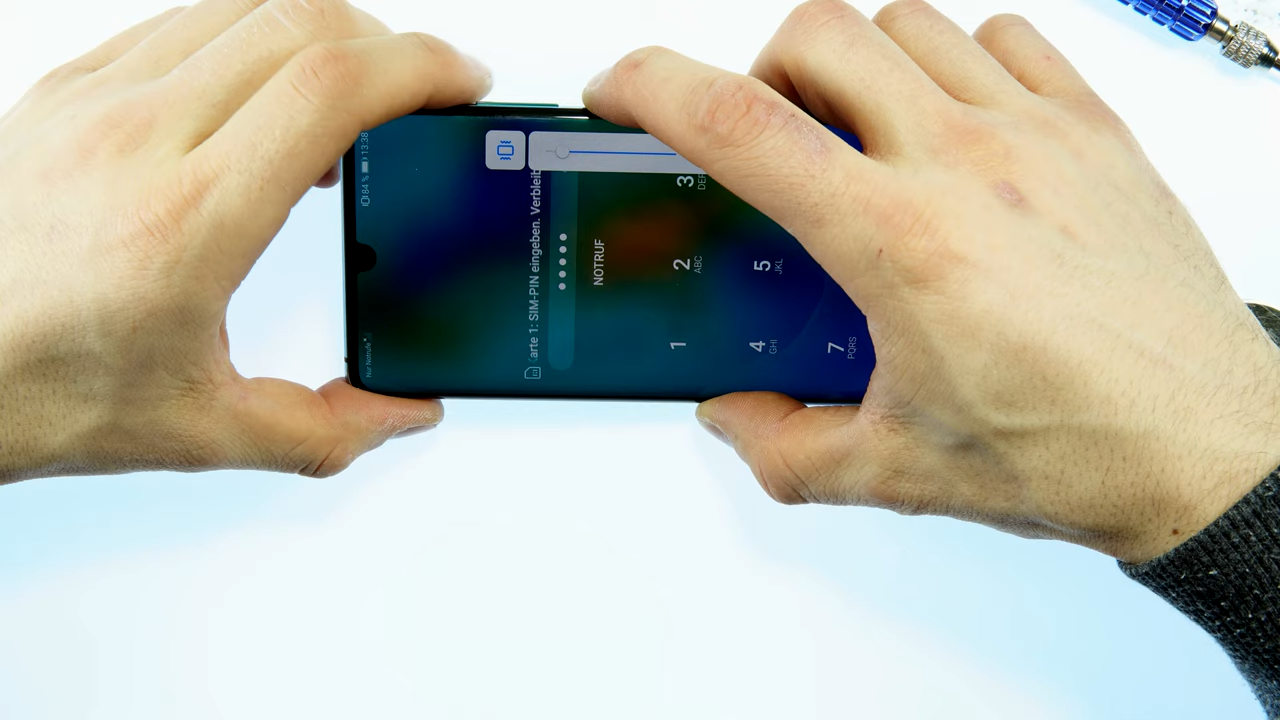 Nur Notrufe
84 % 13:38
arte 1: SIM-PIN eingeben. Verbleib
NOTRUF
1
2 ABC
3 DEF
4 GHI
5 JKL
7 PQRS